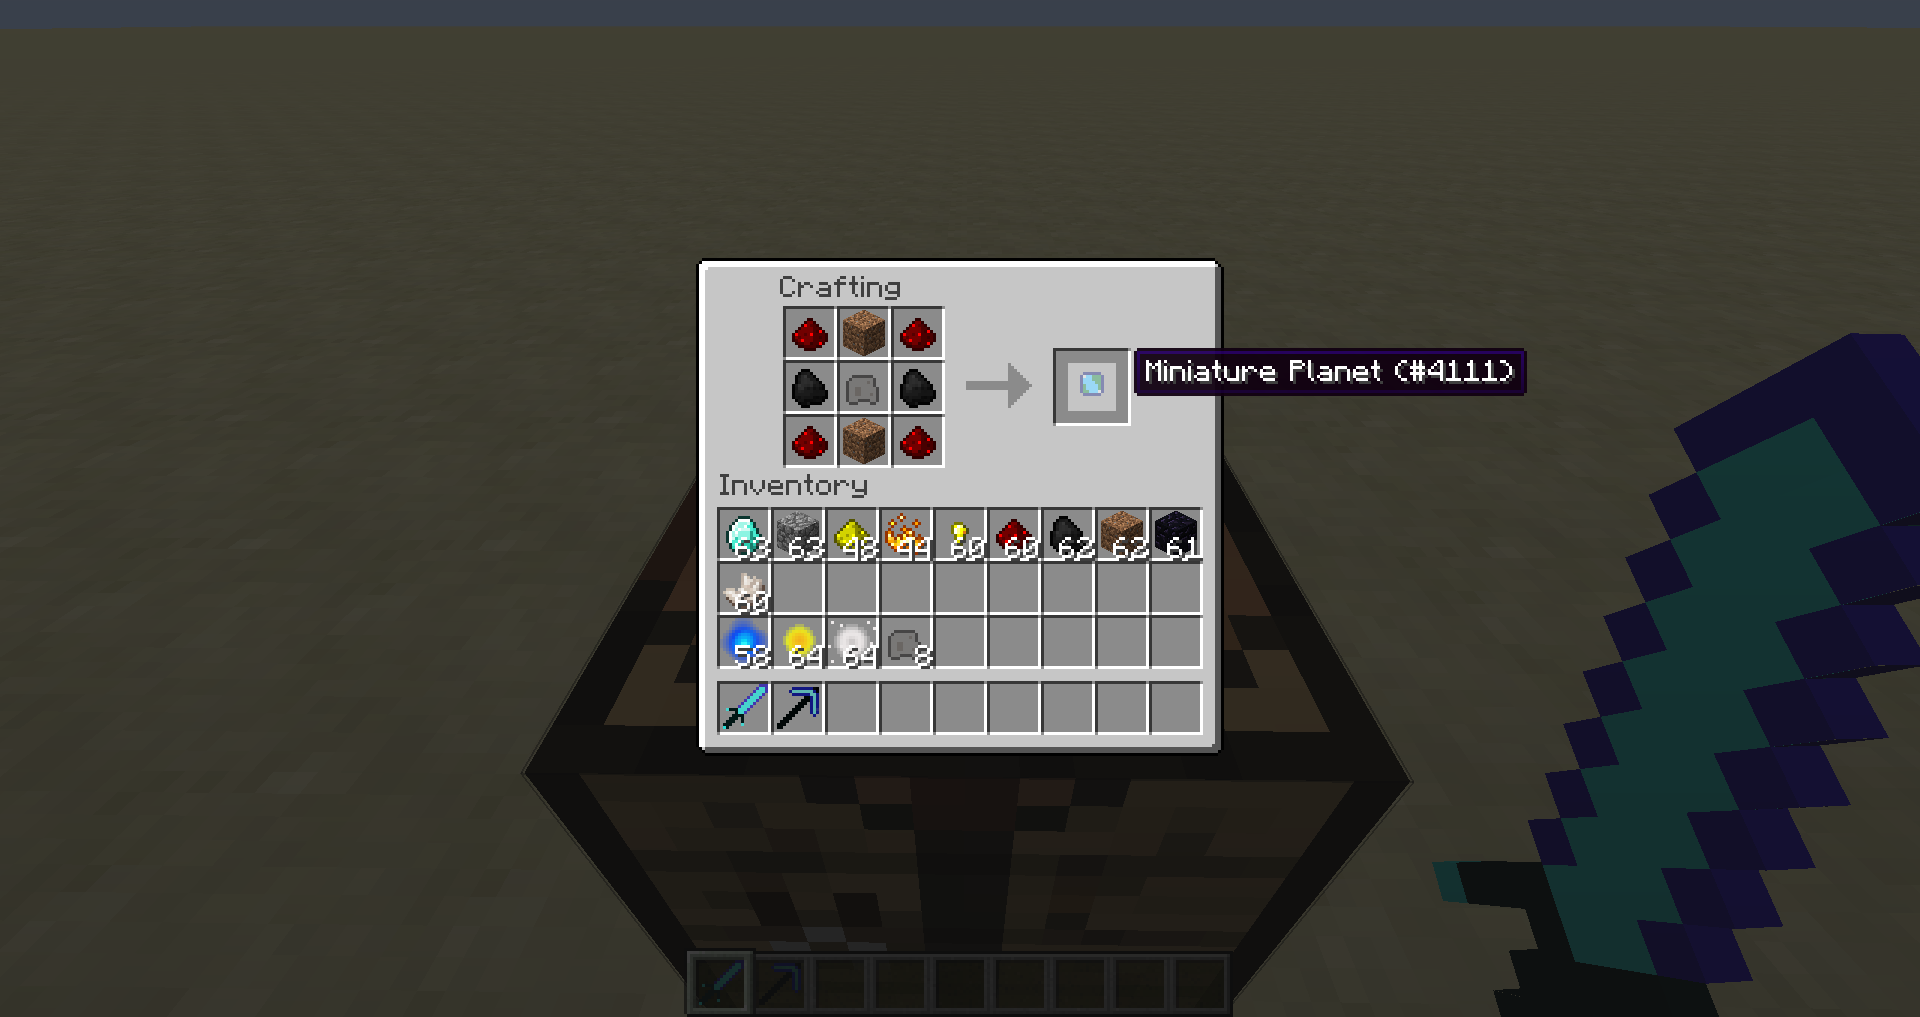 Crafting
Miniature Planet (#4111)
Inventory
63 63 48 44 60 60 62 62 61
60
58 64 64 8